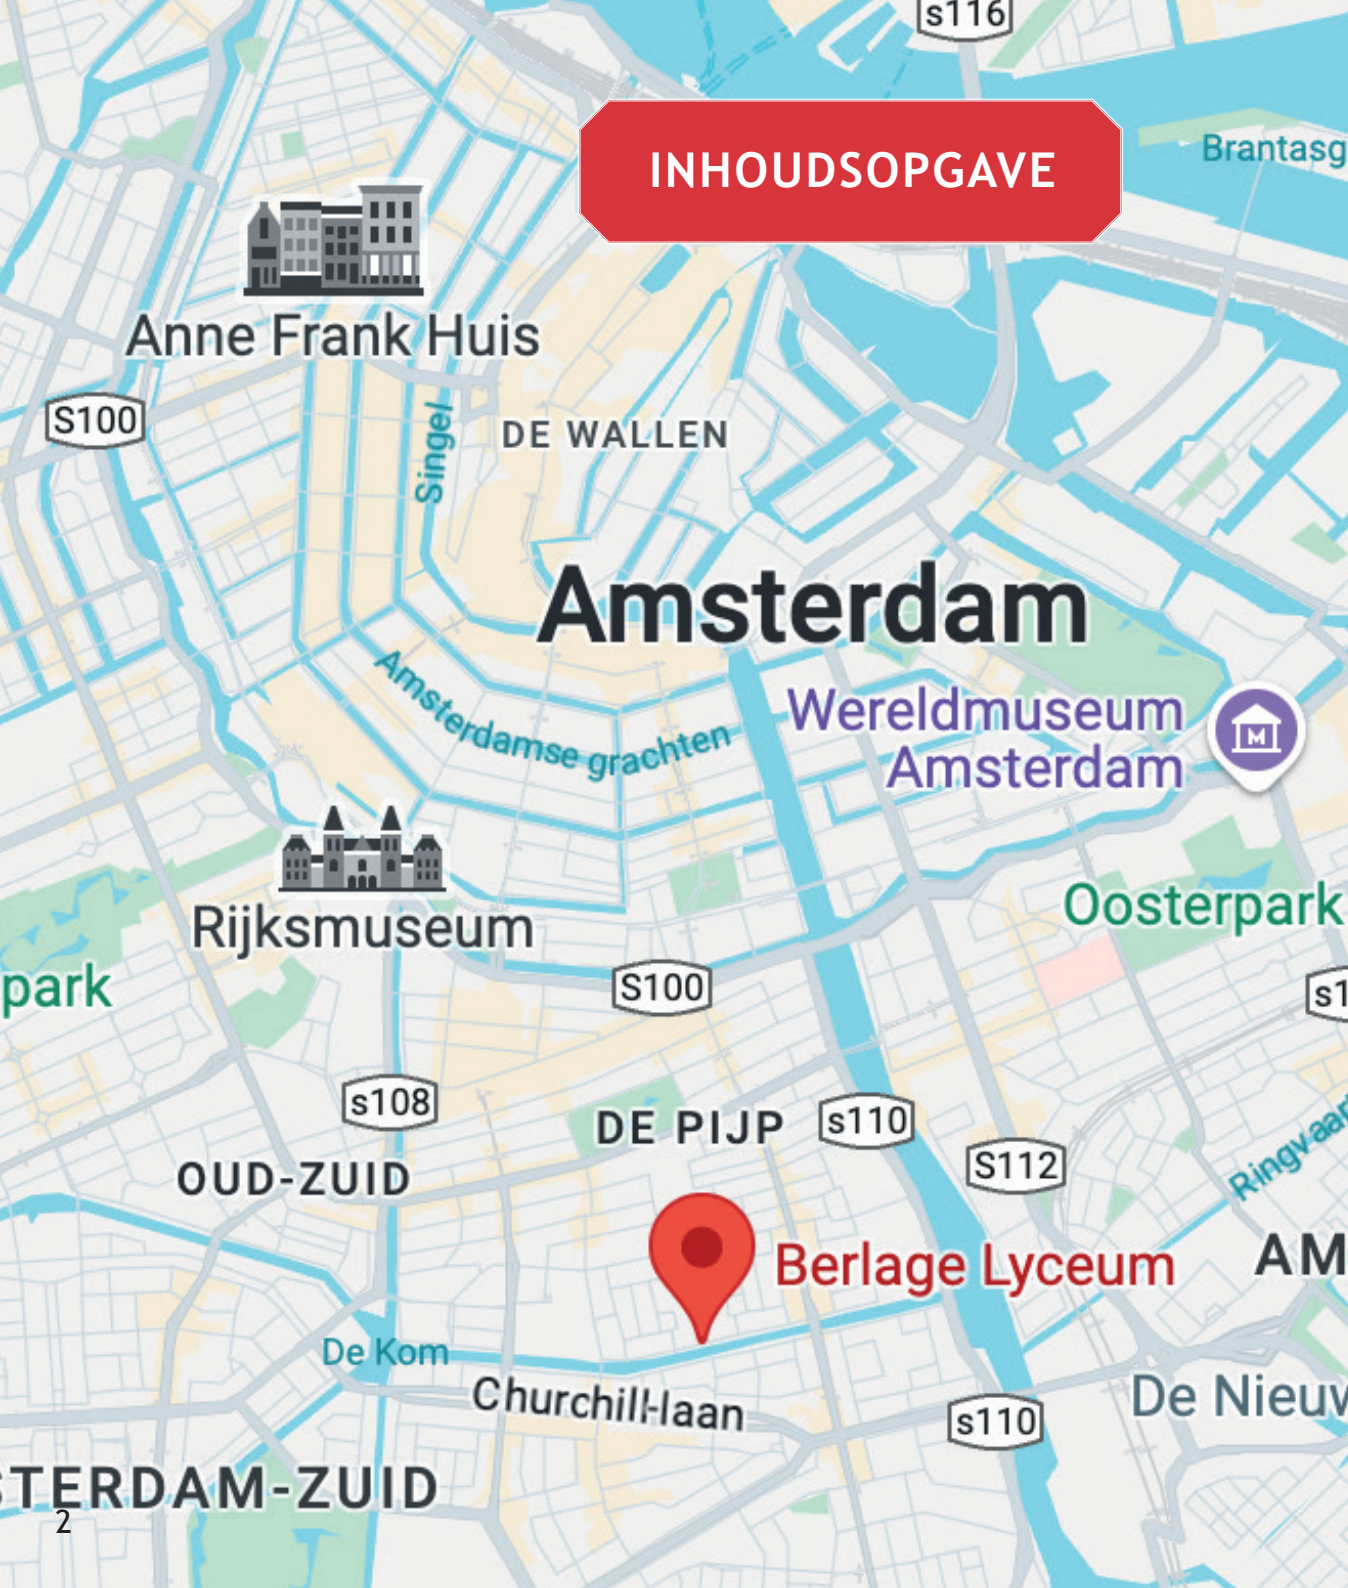 s116
Brantasg
INHOUDSOPGAVE
Anne Frank Huis
S100
Singel
DE WALLEN
Amsterdam
Amsterdamse grachten
Wereldmuseum
Amsterdam
Rijksmuseum
Oosterpark
park
S100
s1
s108
DE PIJP
s110
S112
OUD-ZUID
Ringvaar
Berlage Lyceum
AM
De Kom
Churchill-laan
De Nieuw
s110
STERDAM-ZUID
2